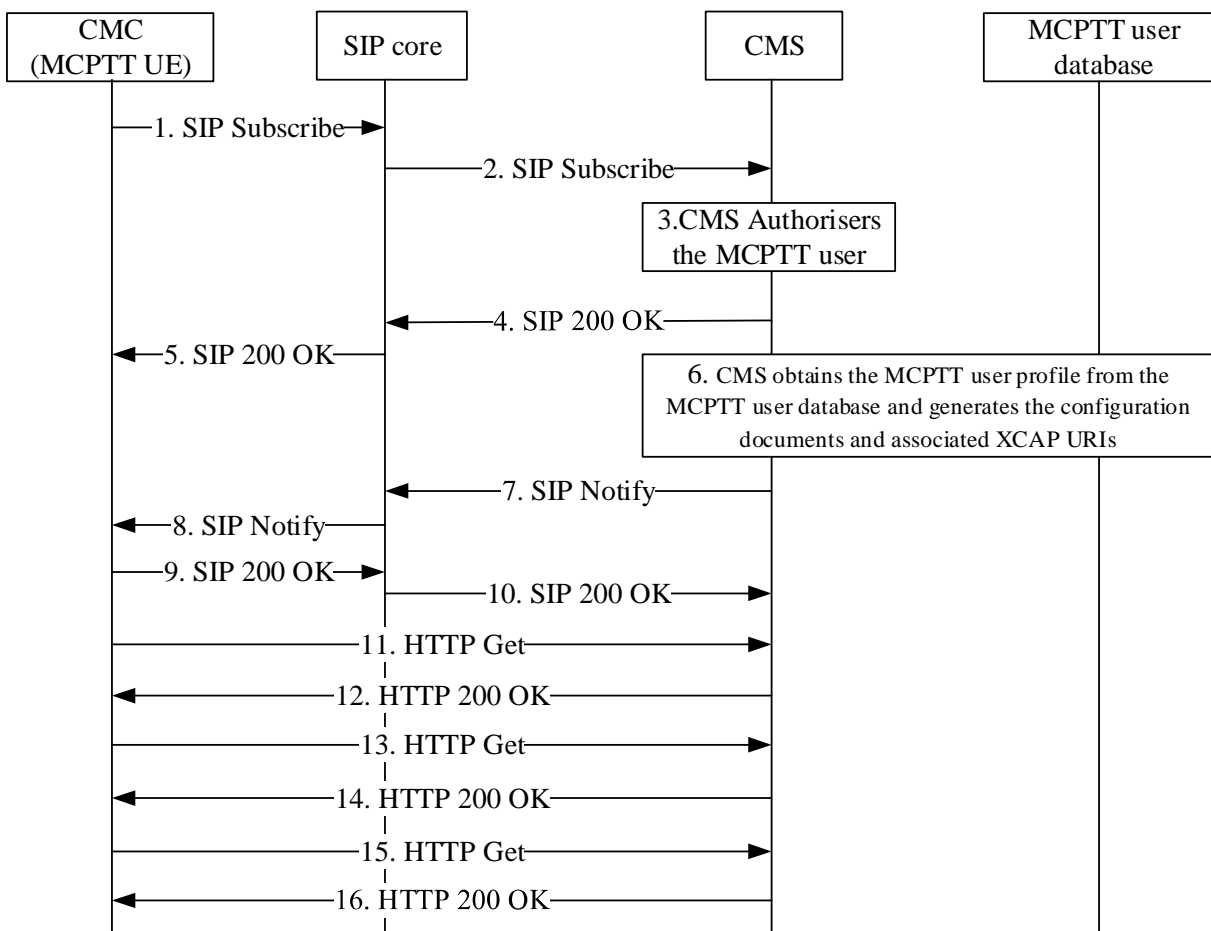 CMC
(MCPTT UE)
SIP core
CMS
MCPTT user
database
1. SIP Subscribe
2. SIP Subscribe
3.CMS Authorisers
the MCPTT user
4. SIP 200 OK
5. SIP 200 OK
6. CMS obtains the MCPTT user profile from the
MCPTT user database and generates the configuration
documents and associated XCAP URIs
7. SIP Notify
8. SIP Notify
9. SIP 200 OK
10. SIP 200 OK
11. HTTP Get
12. HTTP 200 OK
13. HTTP Get
14. HTTP 200 OK
15. HTTP Get
16. HTTP 200 OK